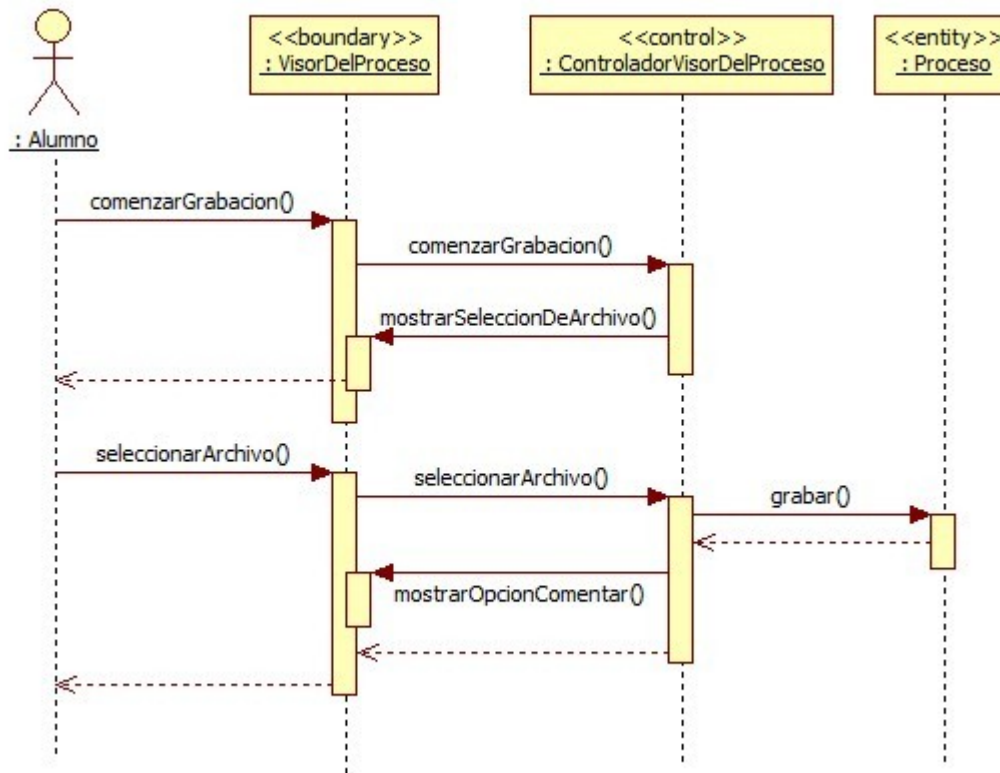 <<boundary>>
: VisorDelProceso
<<control>>
: ControladorVisorDelProceso
<<entity>>
: Proceso
: Alumno
comenzarGrabacion()
comenzarGrabacion()
mostrarSeleccionDeArchivo()
seleccionarArchivo()
seleccionarArchivo()
grabar()
mostrarOpcionComentar()